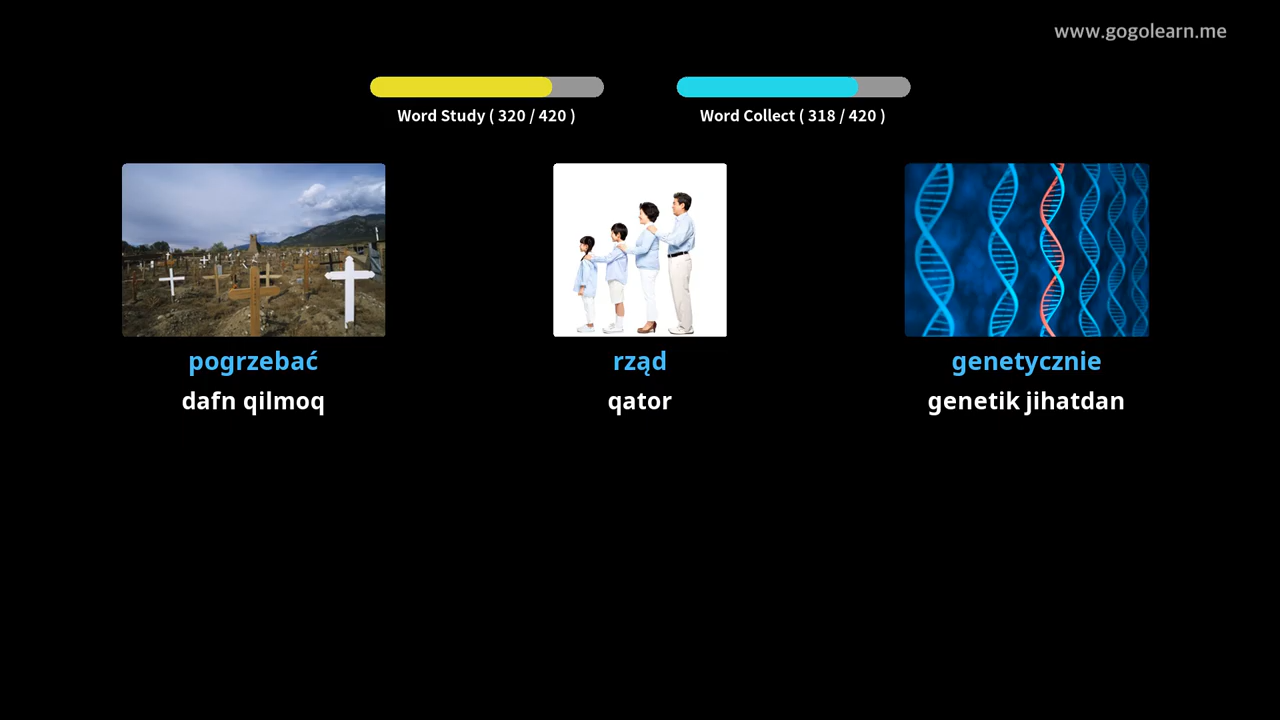 www.gogolearn.me
Word Study ( 320 / 420 )
Word Collect ( 318 / 420 )
pogrzebać
dafn qilmoq
rząd
qator
genetycznie
genetik jihatdan